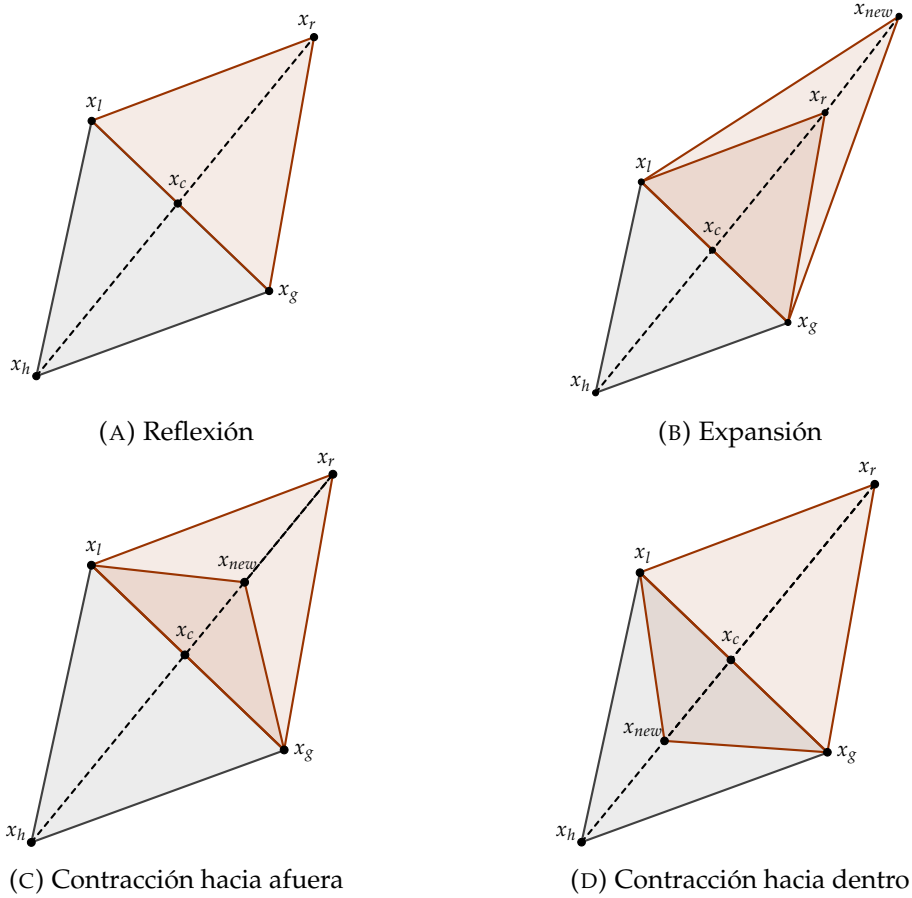 x_r
x_l
x_c
x_g
x_h
(A) Reflexión
x_new
x_r
x_l
x_c
x_g
x_h
(B) Expansión
x_r
x_l
x_new
x_c
x_g
x_h
(C) Contracción hacia afuera
x_r
x_l
x_c
x_new
x_g
x_h
(D) Contracción hacia dentro